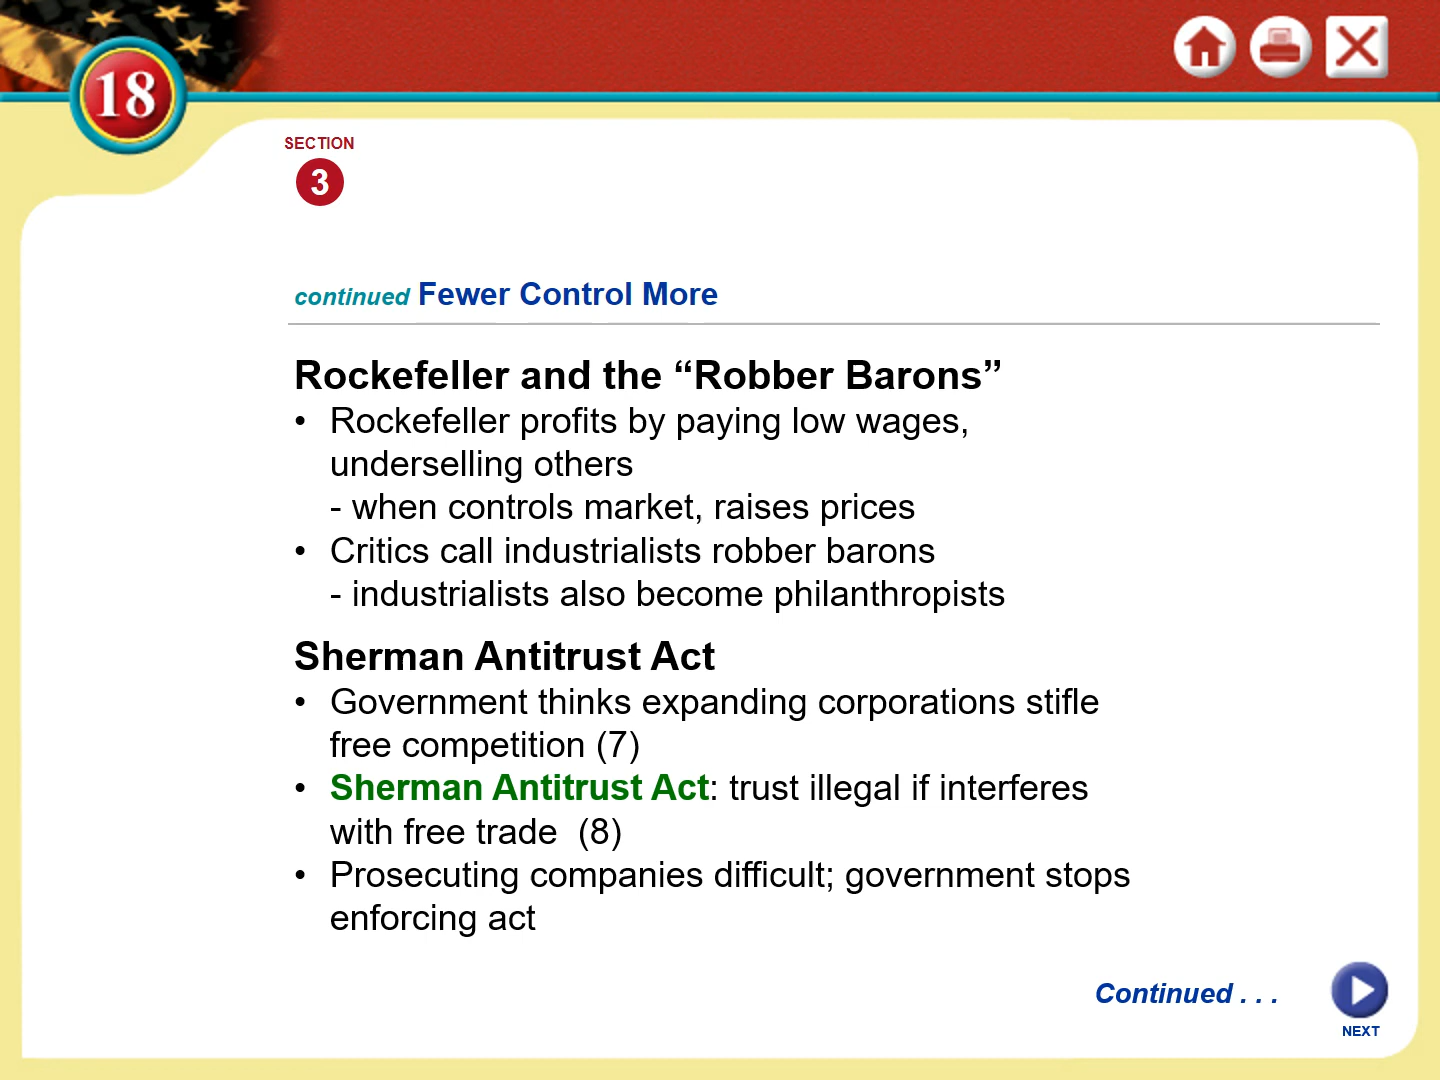 18
SECTION
3
continued Fewer Control More
Rockefeller and the “Robber Barons”
• Rockefeller profits by paying low wages,
underselling others
- when controls market, raises prices
• Critics call industrialists robber barons
- industrialists also become philanthropists
Sherman Antitrust Act
• Government thinks expanding corporations stifle
free competition (7)
• Sherman Antitrust Act: trust illegal if interferes
with free trade  (8)
• Prosecuting companies difficult; government stops
enforcing act
Continued . . .
NEXT